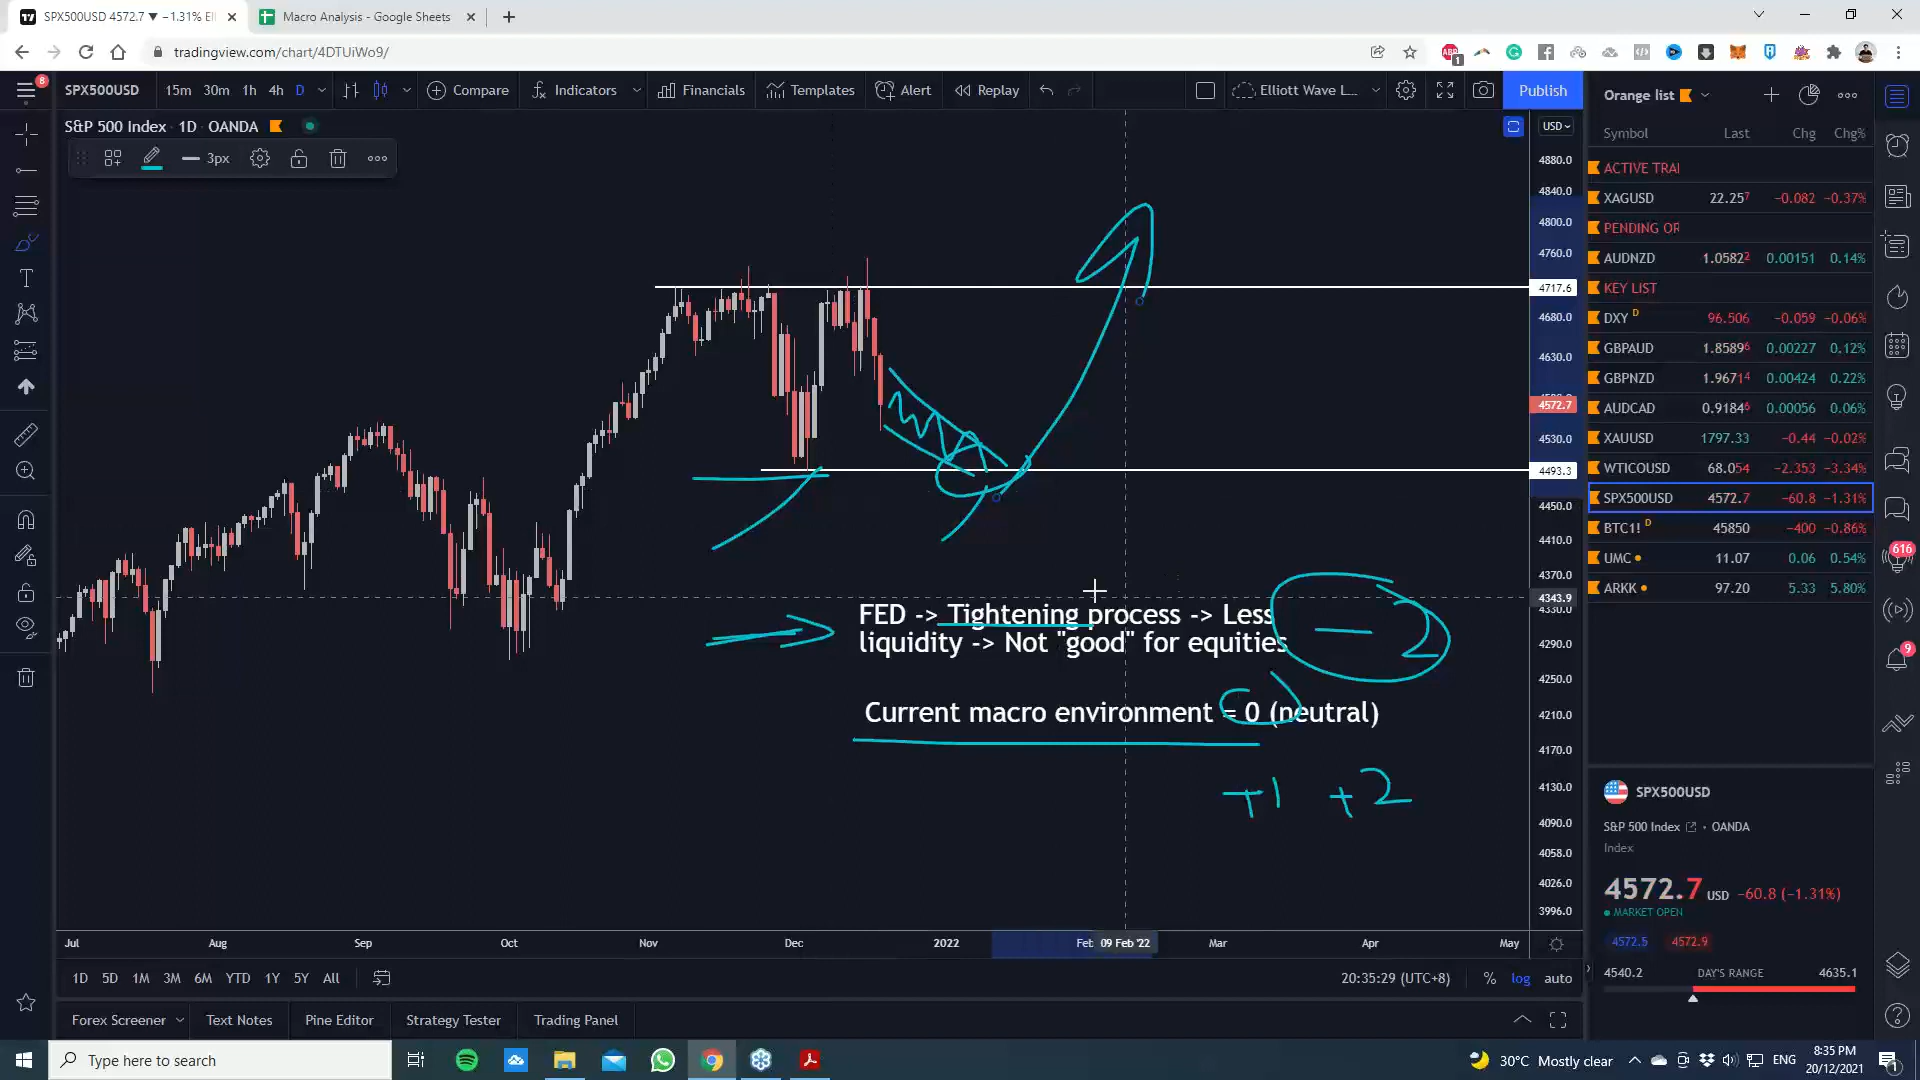 SPX500USD 4572.7 ▼ −1.31% El
Macro Analysis - Google Sheets
tradingview.com/chart/4DTUiWo9/
ABP
1
8
SPX500USD 15m 30m 1h 4h D Compare Indicators Financials Templates Alert Replay Elliott Wave L... Publish
S&P 500 Index · 1D · OANDA
3px
USD
4880.0
4840.0
4800.0
4760.0
4717.6
4680.0
4630.0
4572.7
4530.0
4493.3
4450.0
4410.0
4370.0
4343.9
4330.0
4290.0
4250.0
4210.0
4170.0
4130.0
4090.0
4058.0
4026.0
3996.0
FED -> Tightening process -> Less
liquidity -> Not "good" for equities
− 2
Current macro environment = 0 (neutral)
+1 +2
Jul Aug Sep Oct Nov Dec 2022 Feb 09 Feb '22 Mar Apr May
1D 5D 1M 3M 6M YTD 1Y 5Y All
20:35:29 (UTC+8) % log auto
Forex Screener Text Notes Pine Editor Strategy Tester Trading Panel
Orange list
Symbol Last Chg Chg%
ACTIVE TRAI
XAGUSD 22.257 −0.082 −0.37%
PENDING OR
AUDNZD 1.05822 0.00151 0.14%
KEY LIST
DXY D 96.506 −0.059 −0.06%
GBPAUD 1.85896 0.00227 0.12%
GBPNZD 1.96714 0.00424 0.22%
AUDCAD 0.91846 0.00056 0.06%
XAUUSD 1797.33 −0.44 −0.02%
WTICOUSD 68.054 −2.353 −3.34%
SPX500USD 4572.7 −60.8 −1.31%
BTC1! D 45850 −400 −0.86%
UMC 11.07 0.06 0.54%
ARKK 97.20 5.33 5.80%
616
9
SPX500USD
S&P 500 Index · OANDA
Index
4572.7 USD −60.8 (−1.31%)
MARKET OPEN
4572.5 4572.9
4540.2 DAY'S RANGE 4635.1
Type here to search
30°C Mostly clear
ENG
8:35 PM
20/12/2021
1